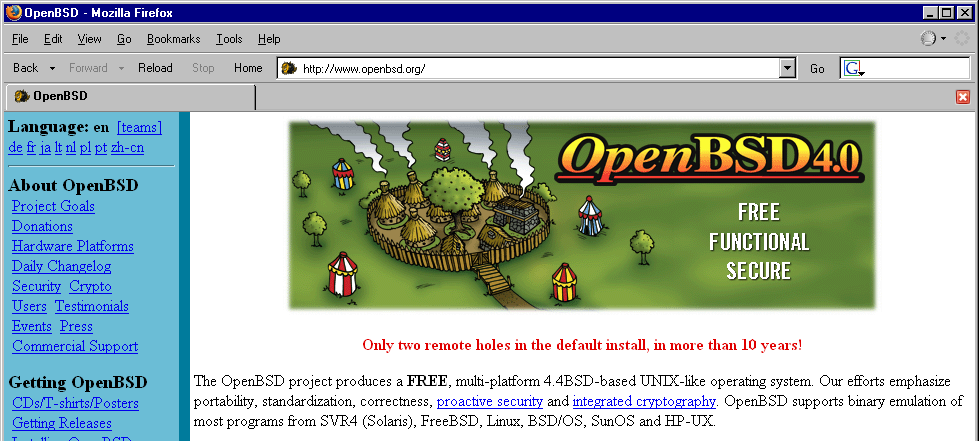 OpenBSD - Mozilla Firefox
File Edit View Go Bookmarks Tools Help
Back Forward Reload Stop Home http://www.openbsd.org/ Go G
OpenBSD
Language: en [teams]
de fr ja lt nl pl pt zh-cn
About OpenBSD
Project Goals
Donations
Hardware Platforms
Daily Changelog
Security Crypto
Users Testimonials
Events Press
Commercial Support
Getting OpenBSD
CDs/T-shirts/Posters
Getting Releases
Installing OpenBSD
OpenBSD4.0
FREE
FUNCTIONAL
SECURE
Only two remote holes in the default install, in more than 10 years!
The OpenBSD project produces a FREE, multi-platform 4.4BSD-based UNIX-like operating system. Our efforts emphasize
portability, standardization, correctness, proactive security and integrated cryptography. OpenBSD supports binary emulation of
most programs from SVR4 (Solaris), FreeBSD, Linux, BSD/OS, SunOS and HP-UX.